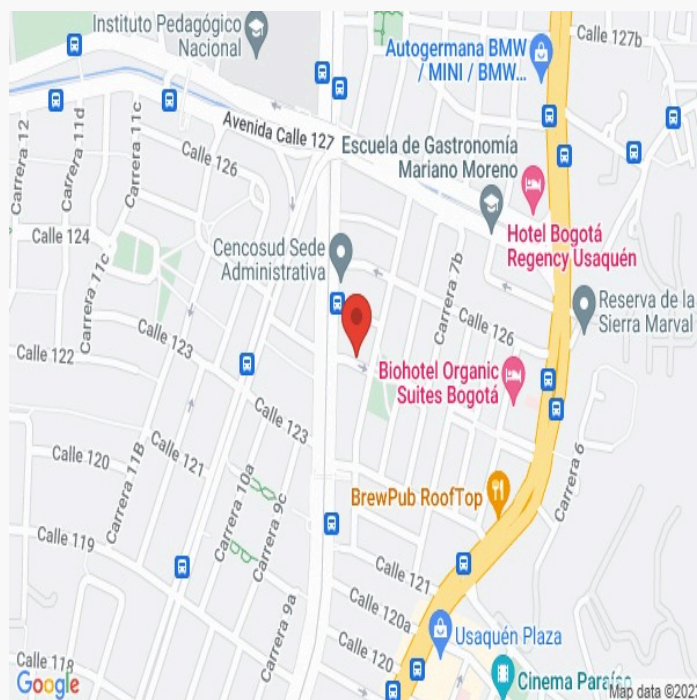 Instituto Pedagógico
Nacional
Autogermana BMW
/ MINI / BMW...
Calle 127b
Carrera 12
Carrera 11d
Carrera 11c
Avenida Calle 127
Calle 126
Escuela de Gastronomía
Mariano Moreno
Hotel Bogotá
Regency Usaquén
Calle 124
Carrera 11c
Cencosud Sede
Administrativa
Carrera 7b
Calle 126
Reserva de la
Sierra Marval
Calle 123
Calle 122
Biohotel Organic
Suites Bogotá
Calle 123
Calle 120
Carrera 11B
Calle 121
Carrera 10a
Carrera 9c
BrewPub RoofTop
Carrera 6
Calle 119
Calle 121
Carrera 9a
Calle 120a
Calle 120
Usaquén Plaza
Calle 118
Google
Cinema Paraíso
Map data ©202